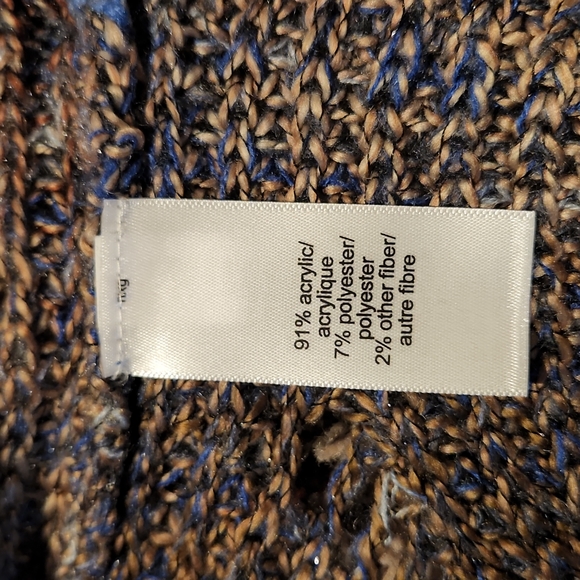 91% acrylic/
acrylique
7% polyester/
polyester
2% other fiber/
autre fibre